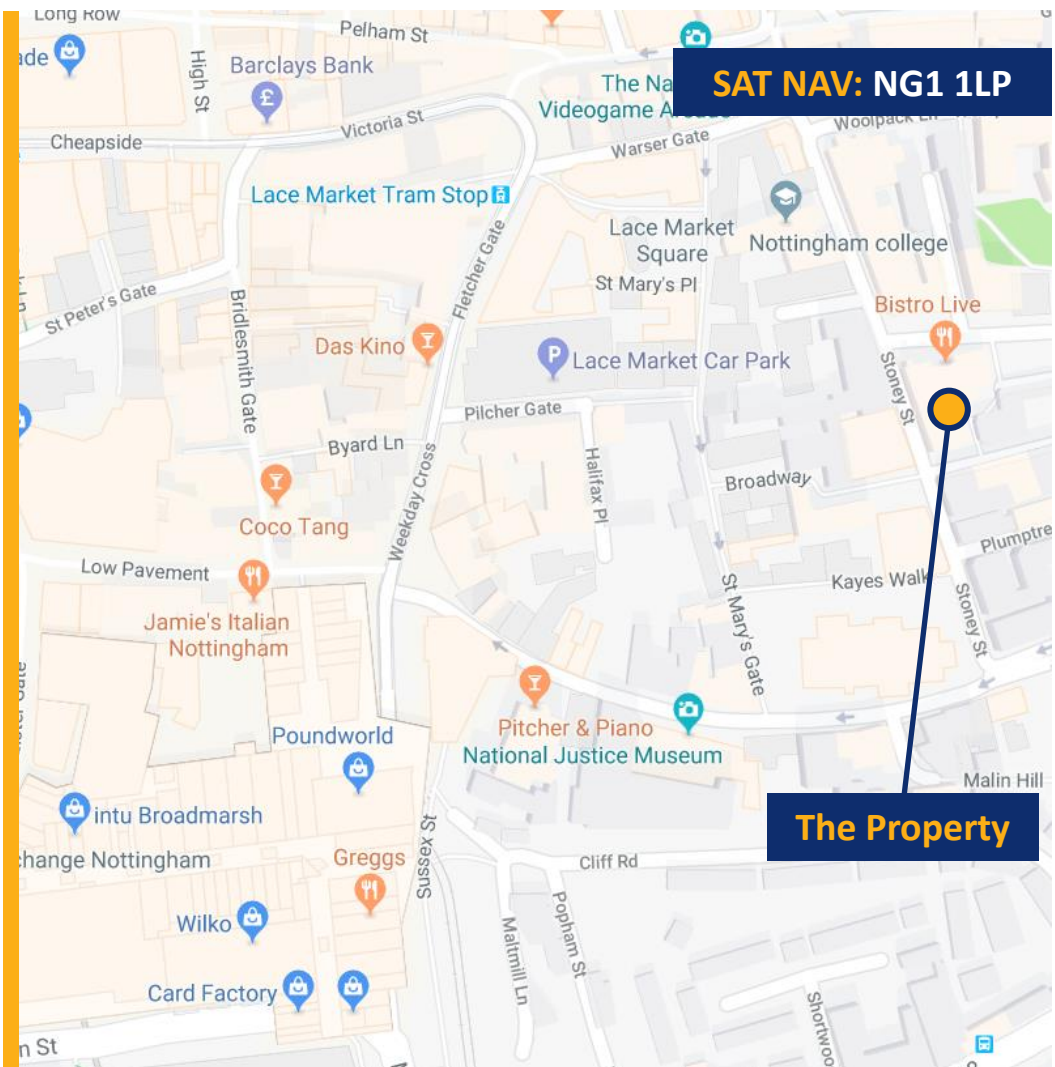 Long Row
Pelham St
ade
High St
Barclays Bank
The Na
SAT NAV: NG1 1LP
Videogame A
Victoria St
Cheapside
Warser Gate
Woolpack
Lace Market Tram Stop
Lace Market
Square
Nottingham college
St Mary's Pl
Fletcher Gate
St Peter's Gate
Bridlesmith Gate
Bistro Live
Das Kino
Lace Market Car Park
Stoney St
Pilcher Gate
Byard Ln
Halifax Pl
Broadway
Weekday Cross
Coco Tang
Plumptre
Low Pavement
Kayes Walk
Jamie's Italian
Nottingham
St Mary's Gate
Stoney St
Pitcher & Piano
National Justice Museum
Poundworld
Malin Hill
intu Broadmarsh
The Property
Sussex St
change Nottingham
Greggs
Cliff Rd
Wilko
Maltmill Ln
Popham St
Card Factory
Shortwoo
n St